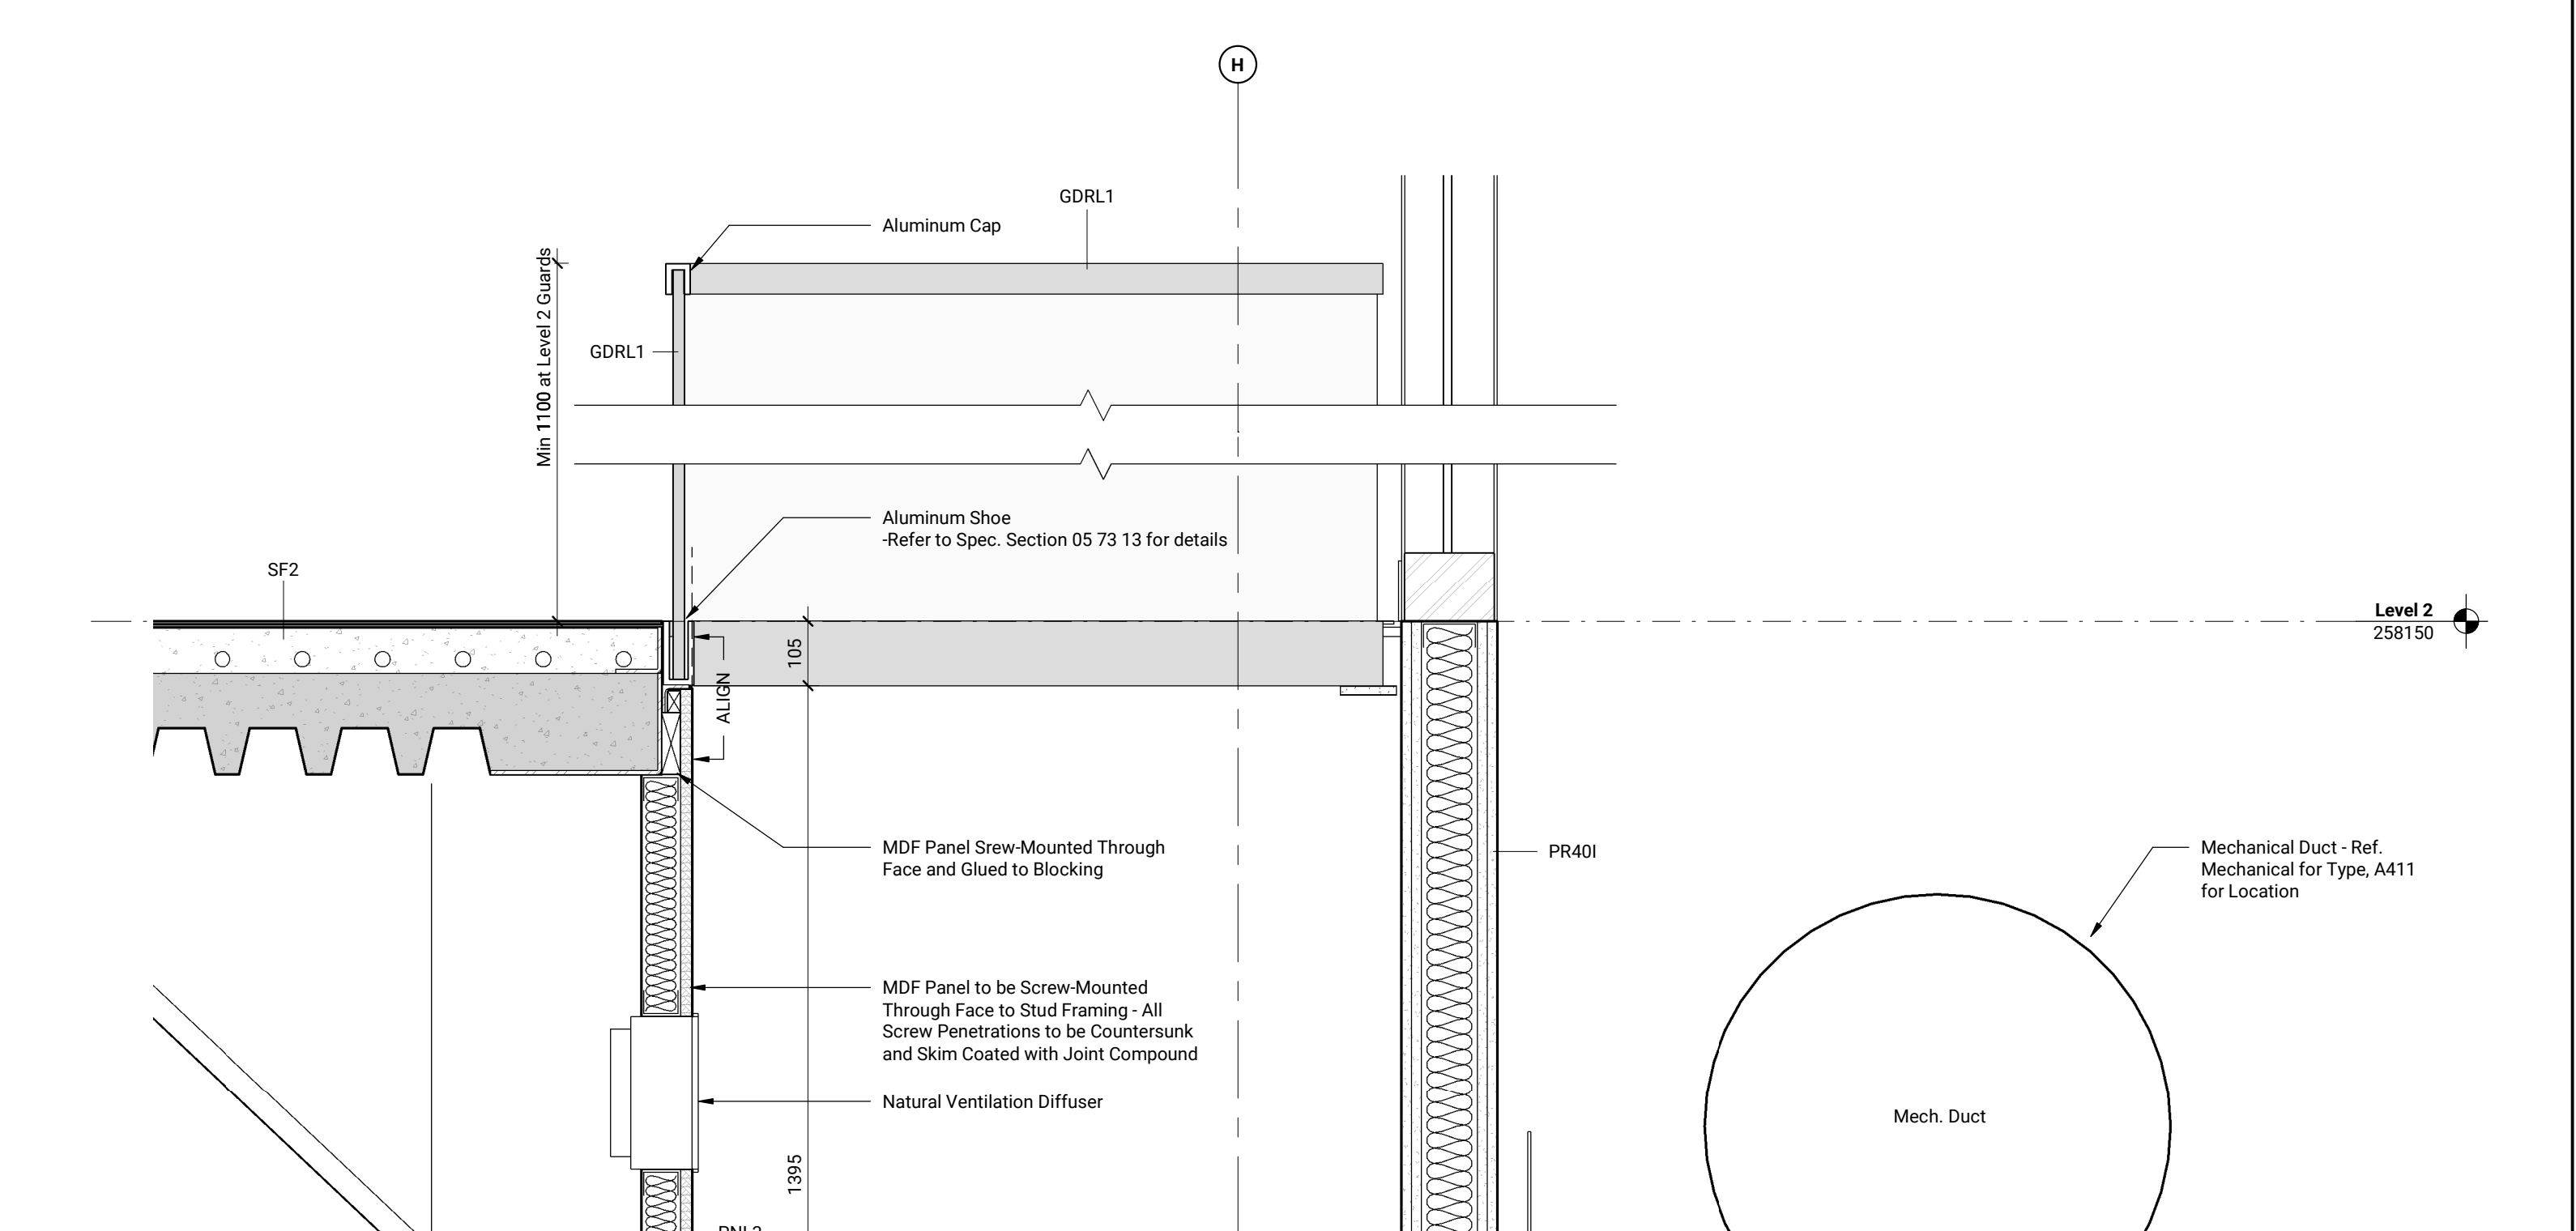 H
GDRL1
Aluminum Cap
Min 1100 at Level 2 Guards
GDRL1
Aluminum Shoe
-Refer to Spec. Section 05 73 13 for details
SF2
Level 2
258150
105
ALIGN
MDF Panel Srew-Mounted Through
Face and Glued to Blocking
PR40I
Mechanical Duct - Ref.
Mechanical for Type, A411
for Location
MDF Panel to be Screw-Mounted
Through Face to Stud Framing - All
Screw Penetrations to be Countersunk
and Skim Coated with Joint Compound
Natural Ventilation Diffuser
Mech. Duct
1395